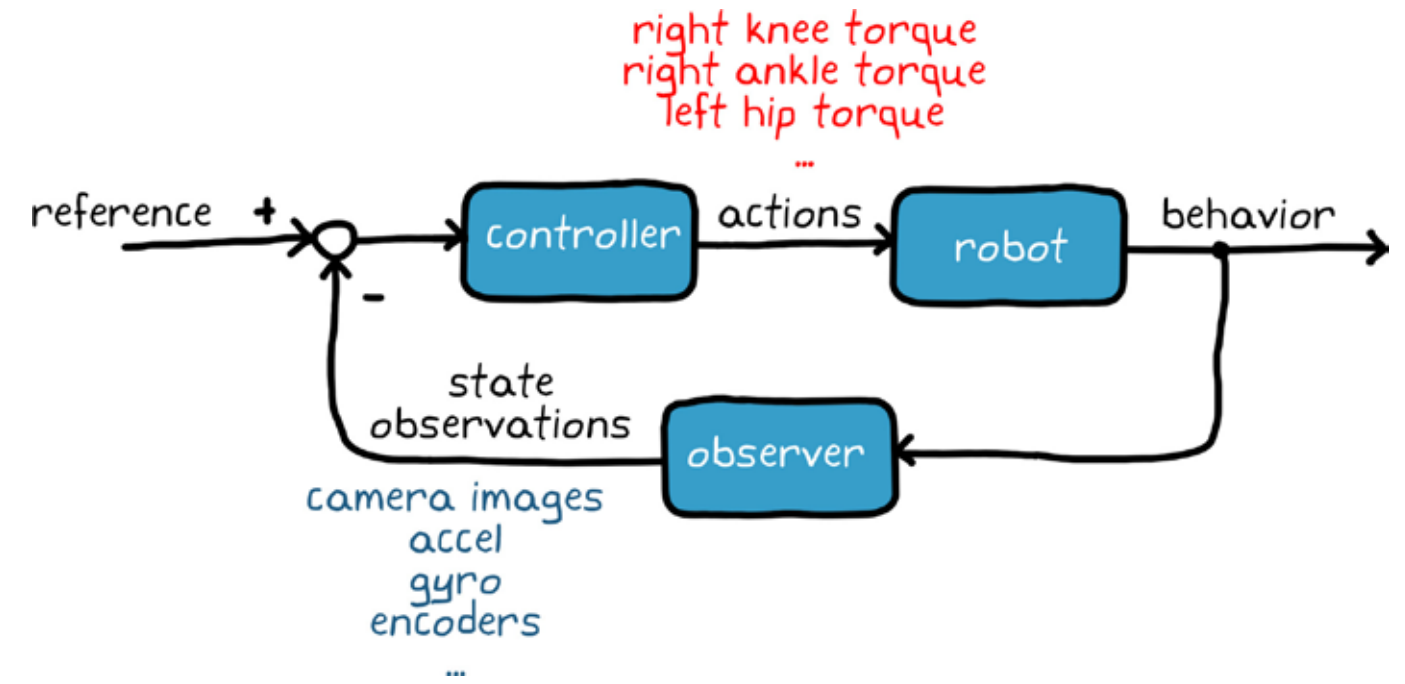 right knee torque
right ankle torque
left hip torque
...
reference
+
controller
actions
robot
behavior
-
state
observations
observer
camera images
accel
gyro
encoders
...